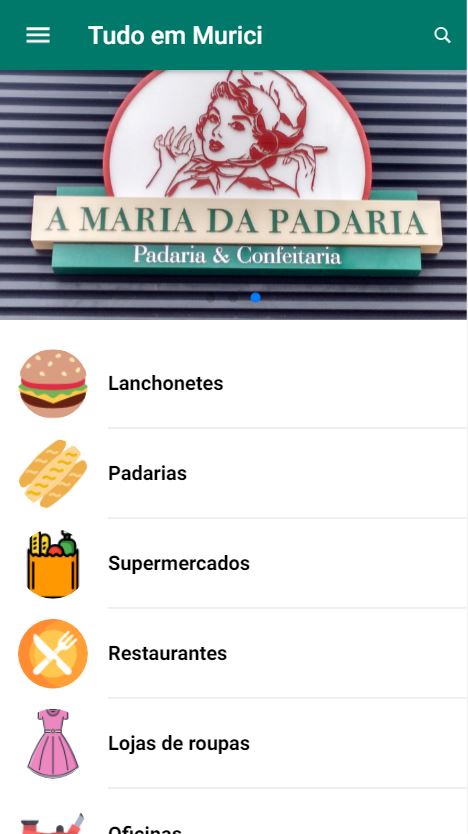 Tudo em Murici
A MARIA DA PADARIA
Padaria & Confeitaria
Lanchonetes
Padarias
Supermercados
Restaurantes
Lojas de roupas
Oficinas